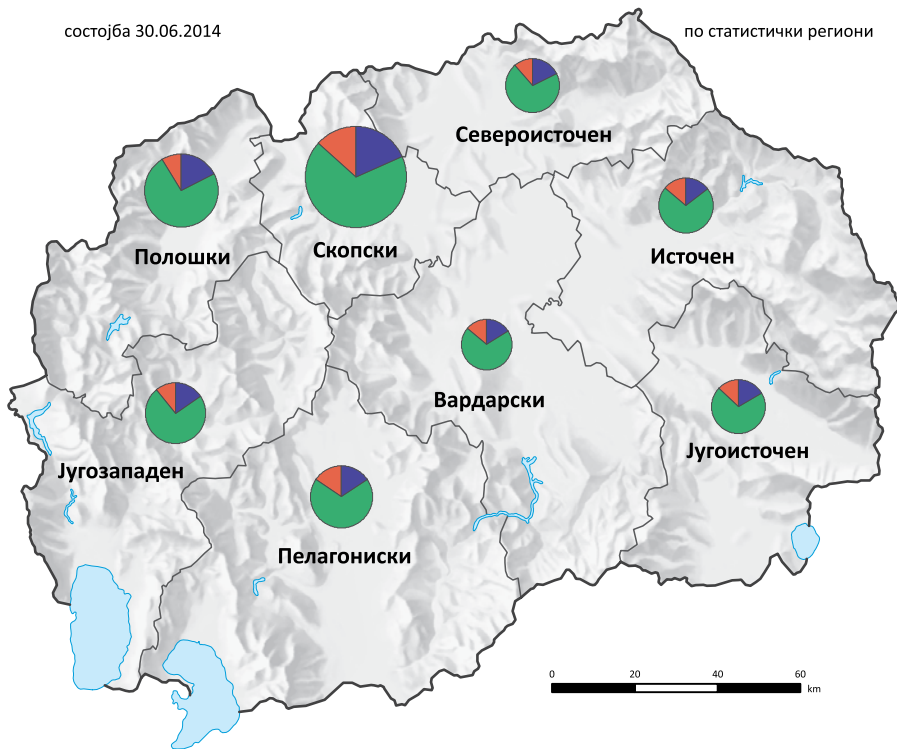 состојба 30.06.2014
по статистички региони
Североисточен
Полошки
Скопски
Источен
Вардарски
Југозападен
Југоисточен
Пелагониски
0 20 40 60
km